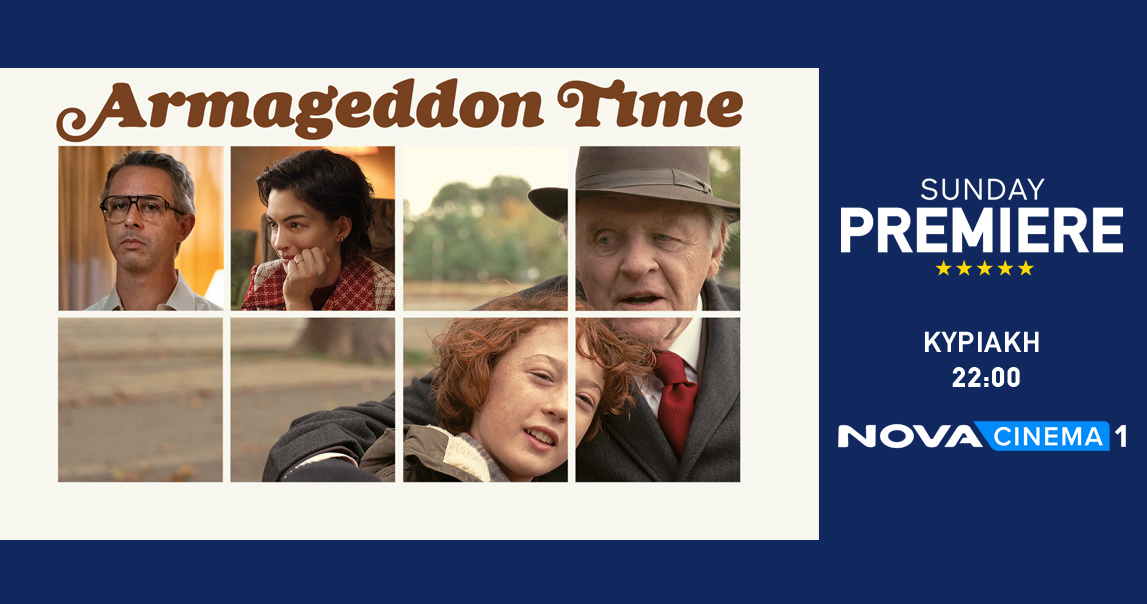 Armageddon Time
SUNDAY
PREMIERE
ΚΥΡΙΑΚΗ
22:00
NOVA CINEMA 1